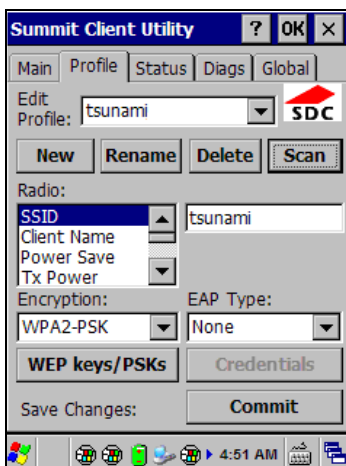 Summit Client Utility ? OK ×
Main Profile Status Diags Global
Edit
Profile: tsunami
SDC
New Rename Delete Scan
Radio:
SSID tsunami
Client Name
Power Save
Tx Power
Encryption: EAP Type:
WPA2-PSK None
WEP keys/PSKs Credentials
Save Changes: Commit
4:51 AM